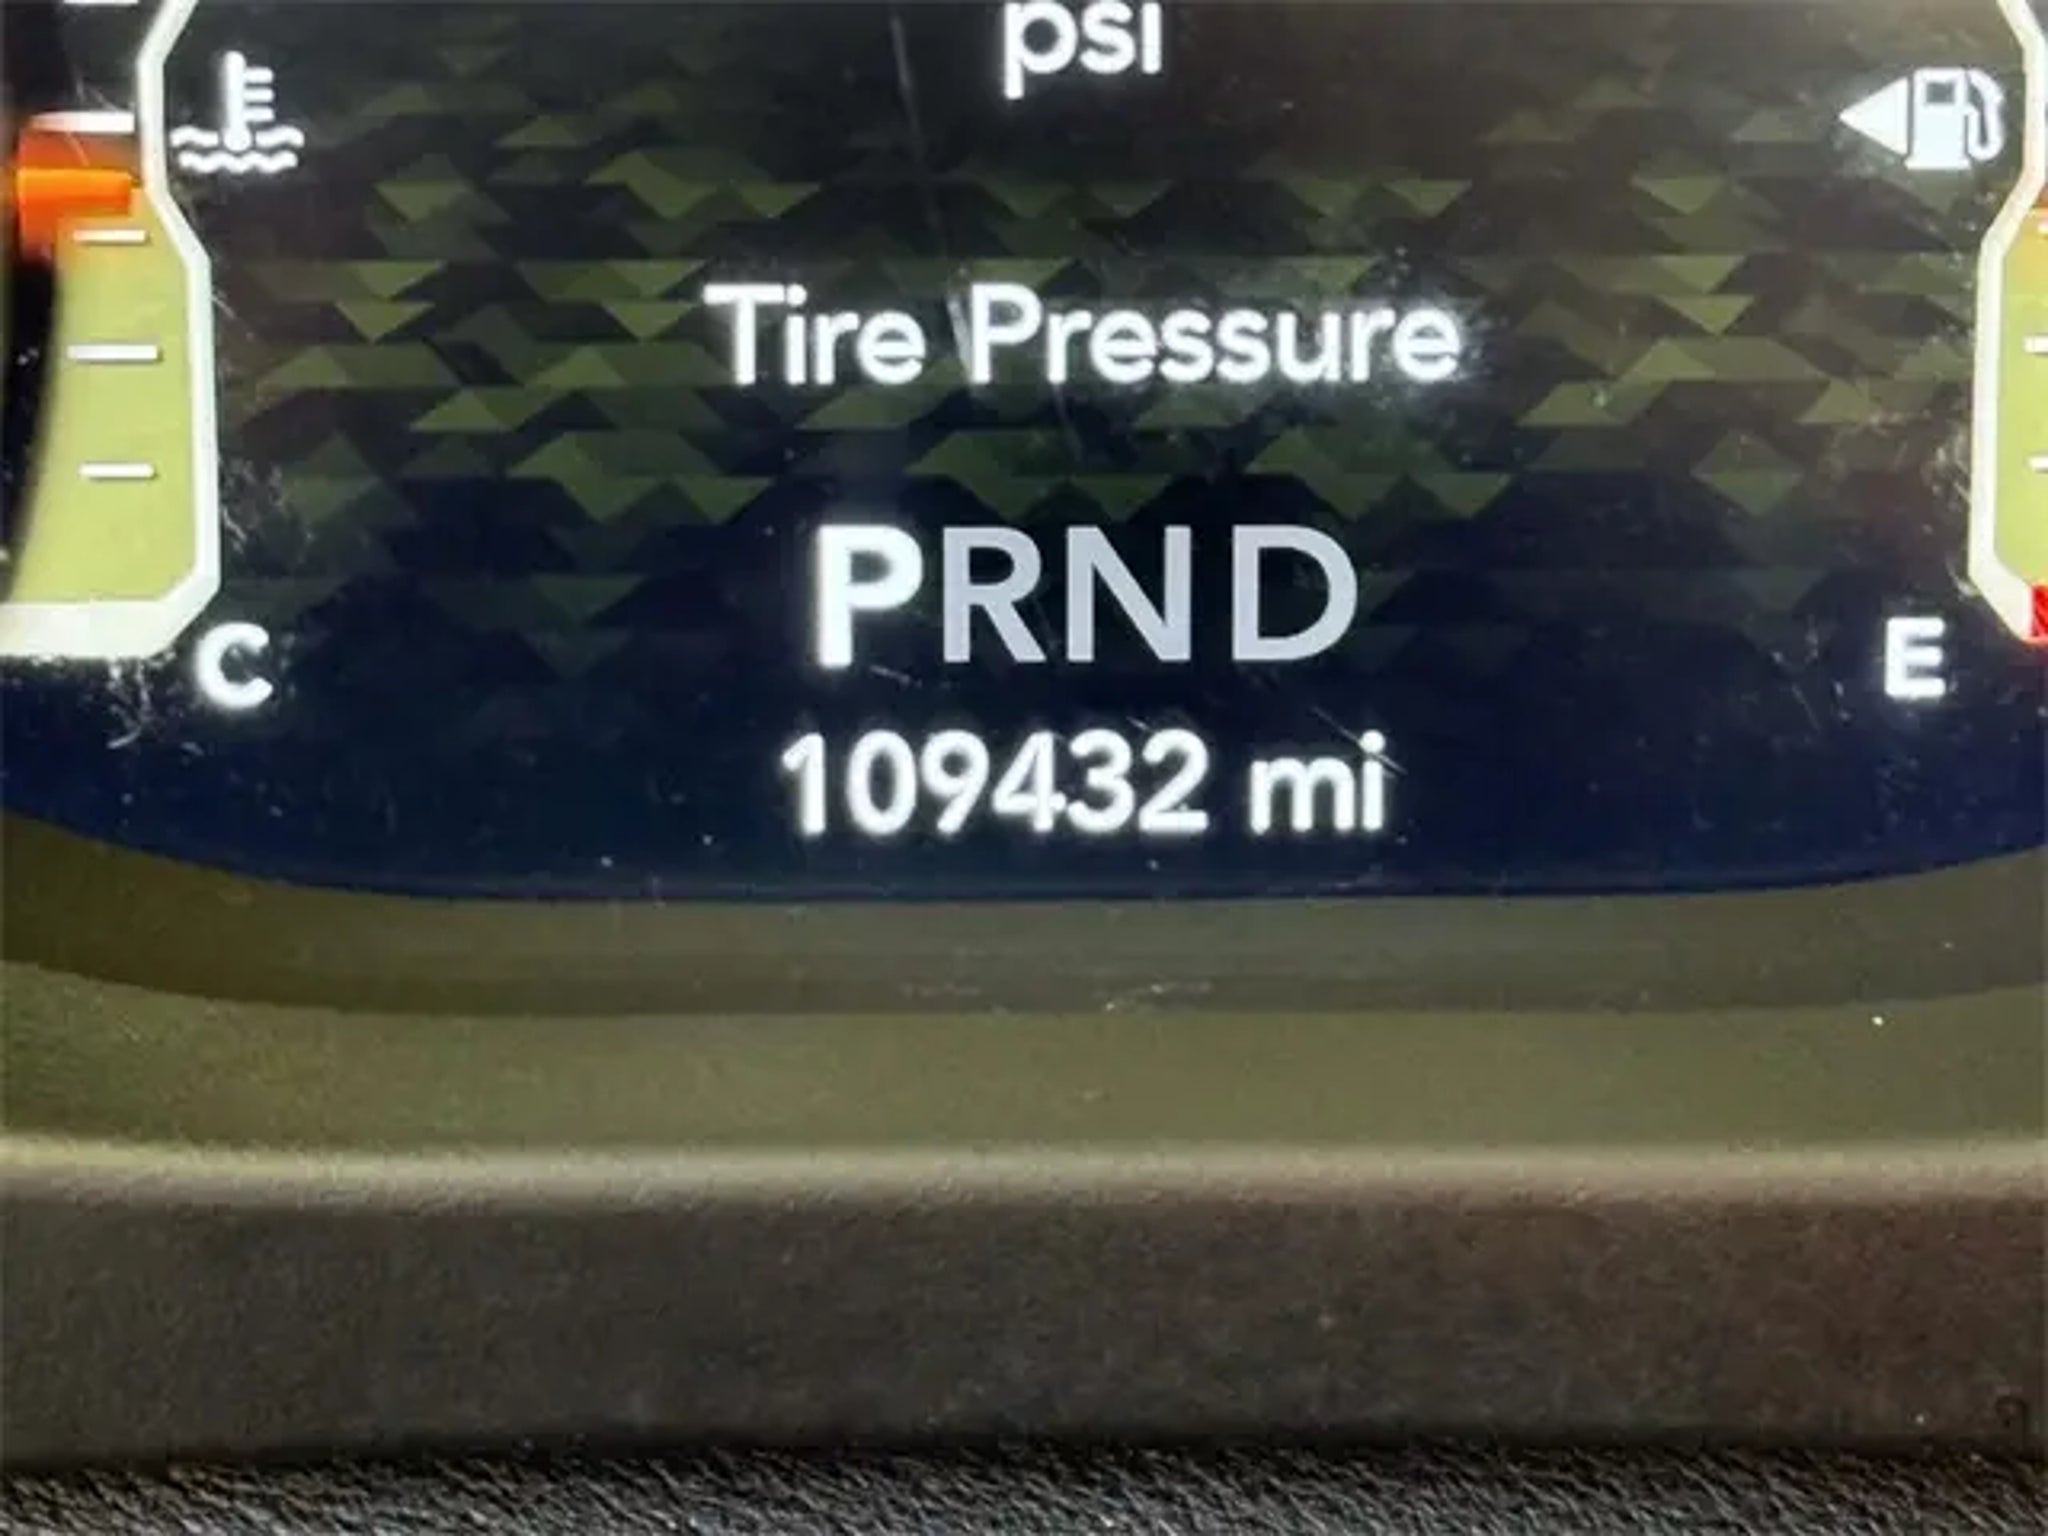 psi
Tire Pressure
PRND
C
E
109432 mi